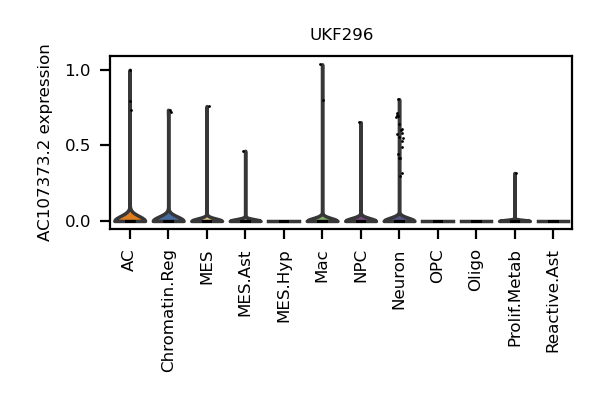 UKF296
AC107373.2 expression
1.0
0.5
0.0
AC
Chromatin.Reg
MES
MES.Ast
MES.Hyp
Mac
NPC
Neuron
OPC
Oligo
Prolif.Metab
Reactive.Ast